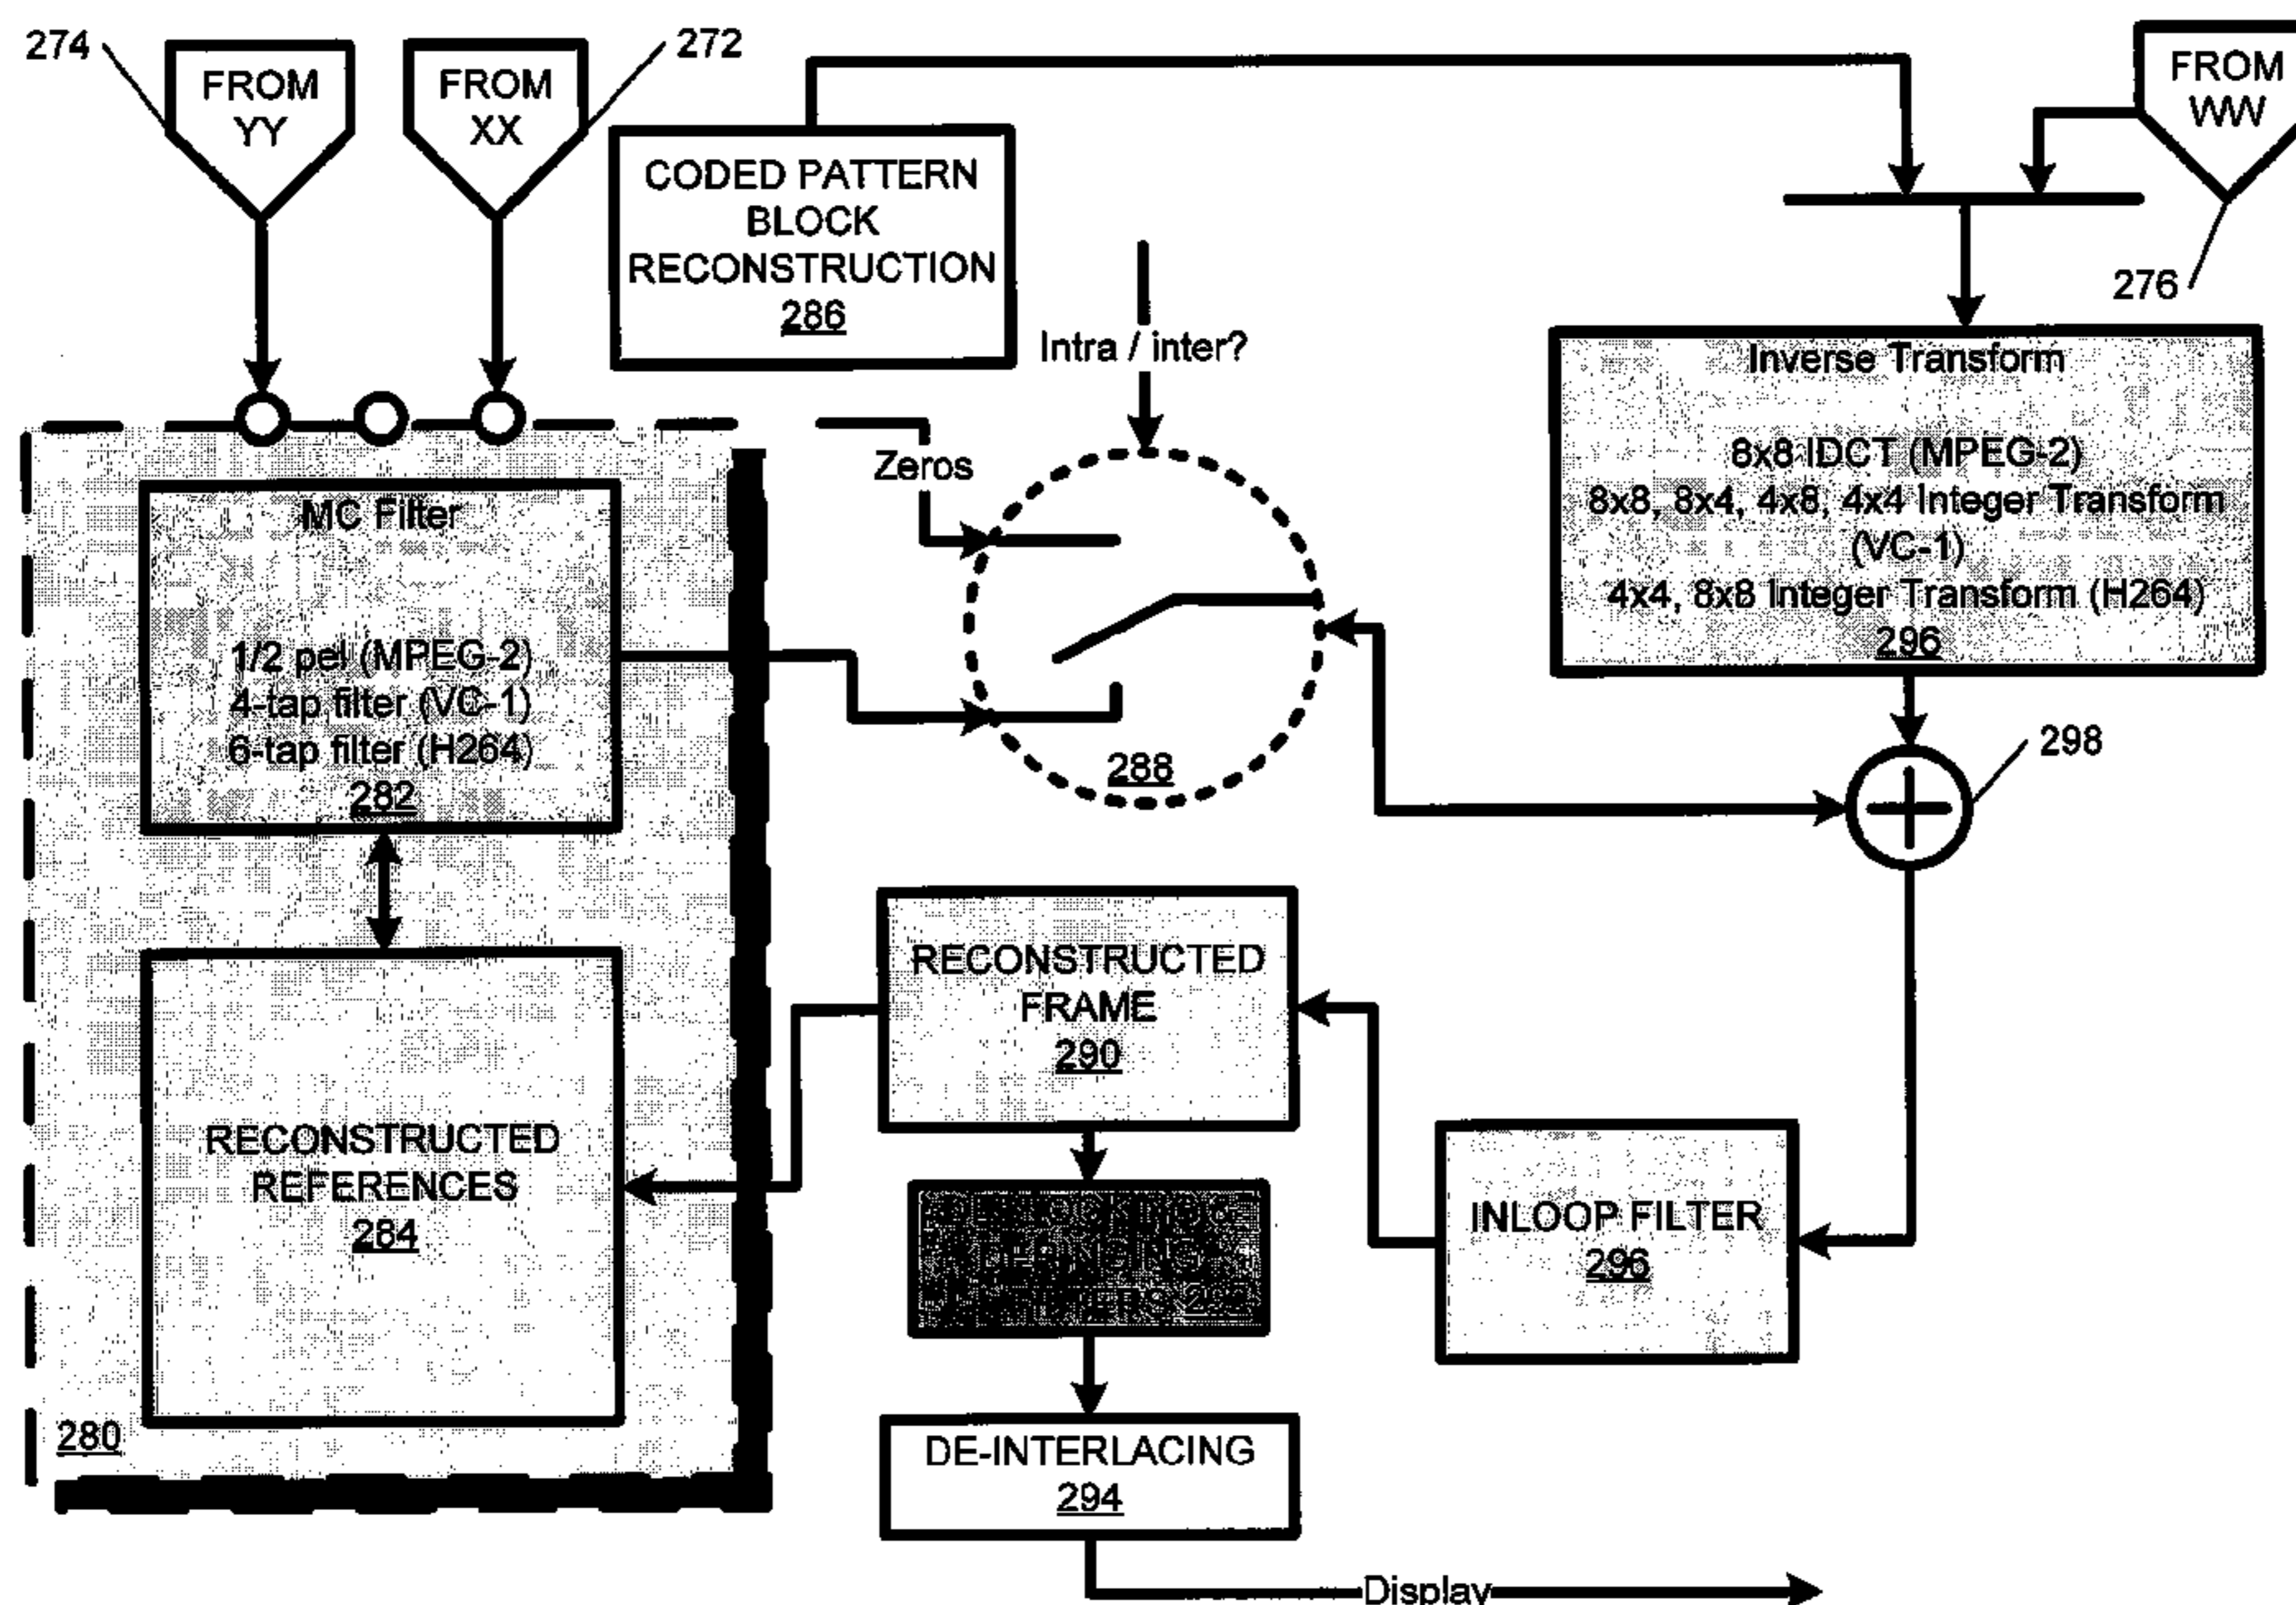 274
FROM
YY
FROM
XX
272
FROM
WW
276
CODED PATTERN
BLOCK
RECONSTRUCTION
286
Intra / inter?
Zeros
288
Inverse Transform
8x8 IDCT (MPEG-2)
8x8, 8x4, 4x8, 4x4 Integer Transform
(VC-1)
4x4, 8x8 Integer Transform (H264)
296
MC Filter
1/2 pel (MPEG-2)
4-tap filter (VC-1)
6-tap filter (H264)
282
298
RECONSTRUCTED
FRAME
290
RECONSTRUCTED
REFERENCES
284
INLOOP FILTER
296
280
DE-INTERLACING
294
Display